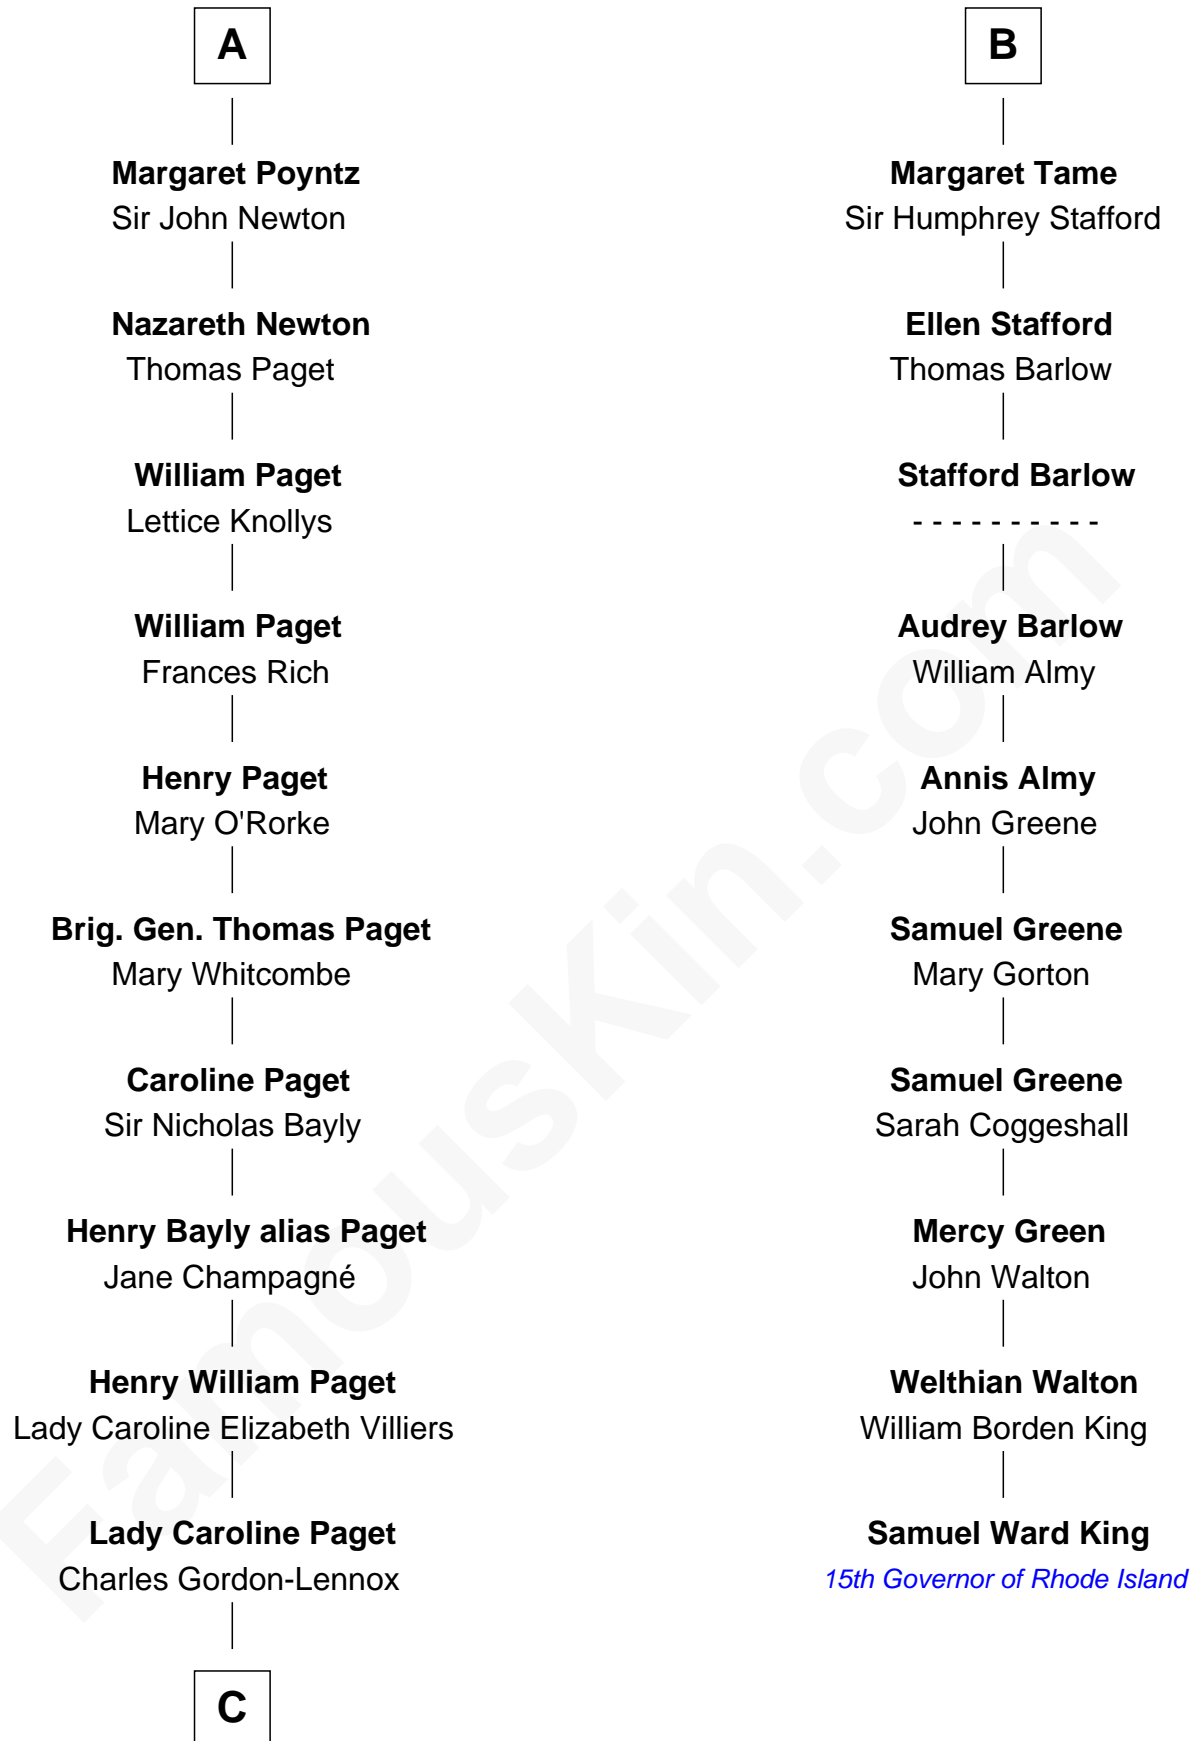 A
Margaret Poyntz
Sir John Newton
Nazareth Newton
Thomas Paget
William Paget
Lettice Knollys
William Paget
Frances Rich
Henry Paget
Mary O'Rorke
Brig. Gen. Thomas Paget
Mary Whitcombe
Caroline Paget
Sir Nicholas Bayly
Henry Bayly alias Paget
Jane Champagné
Henry William Paget
Lady Caroline Elizabeth Villiers
Lady Caroline Paget
Charles Gordon-Lennox
C
B
Margaret Tame
Sir Humphrey Stafford
Ellen Stafford
Thomas Barlow
Stafford Barlow
- - - - - - - - - -
Audrey Barlow
William Almy
Annis Almy
John Greene
Samuel Greene
Mary Gorton
Samuel Greene
Sarah Coggeshall
Mercy Green
John Walton
Welthian Walton
William Borden King
Samuel Ward King
15th Governor of Rhode Island
FamousKin.com